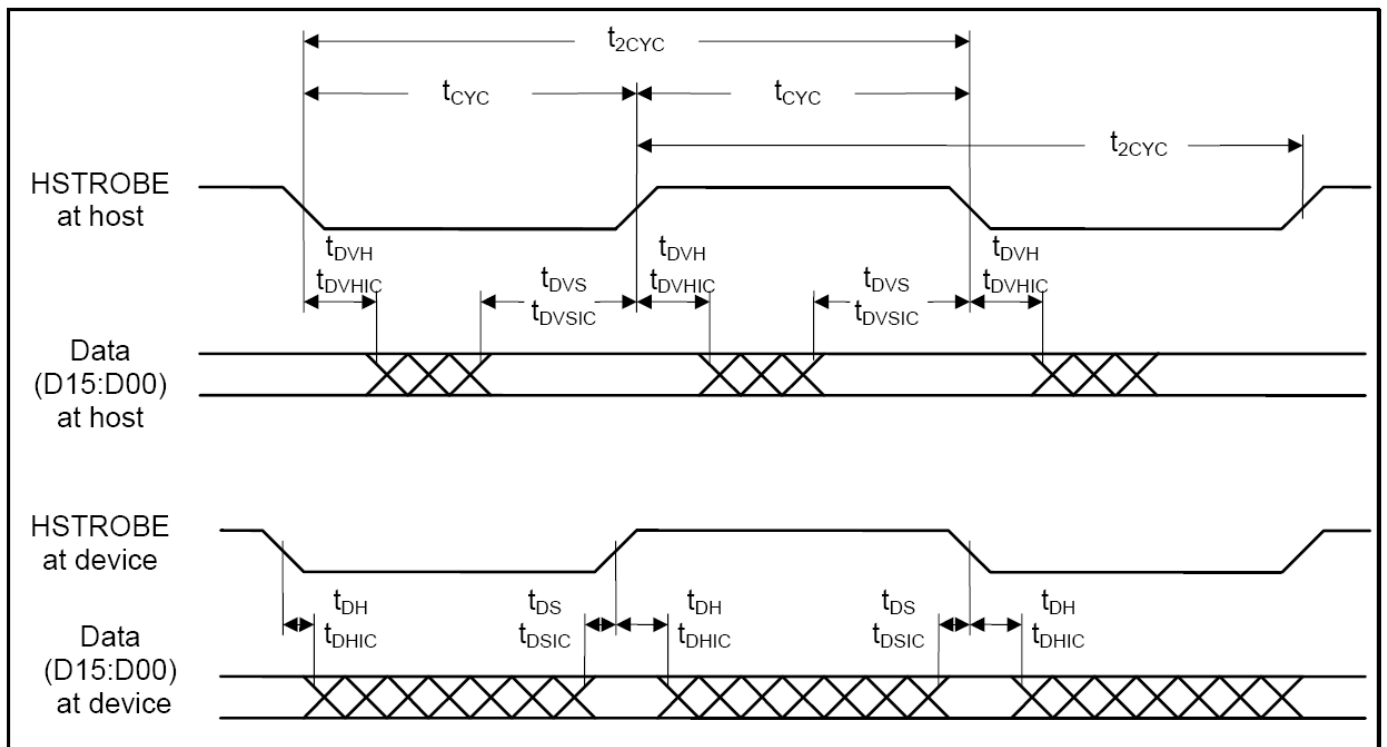 t2CYC
tCYC tCYC
t2CYC
HSTROBE
at host
tDVH tDVH tDVH
tDVHIC tDVS tDVHIC tDVS tDVHIC
tDVSIC tDVSIC
Data
(D15:D00)
at host
HSTROBE
at device
tDH tDS tDH tDS tDH
tDHIC tDSIC tDHIC tDSIC tDHIC
Data
(D15:D00)
at device